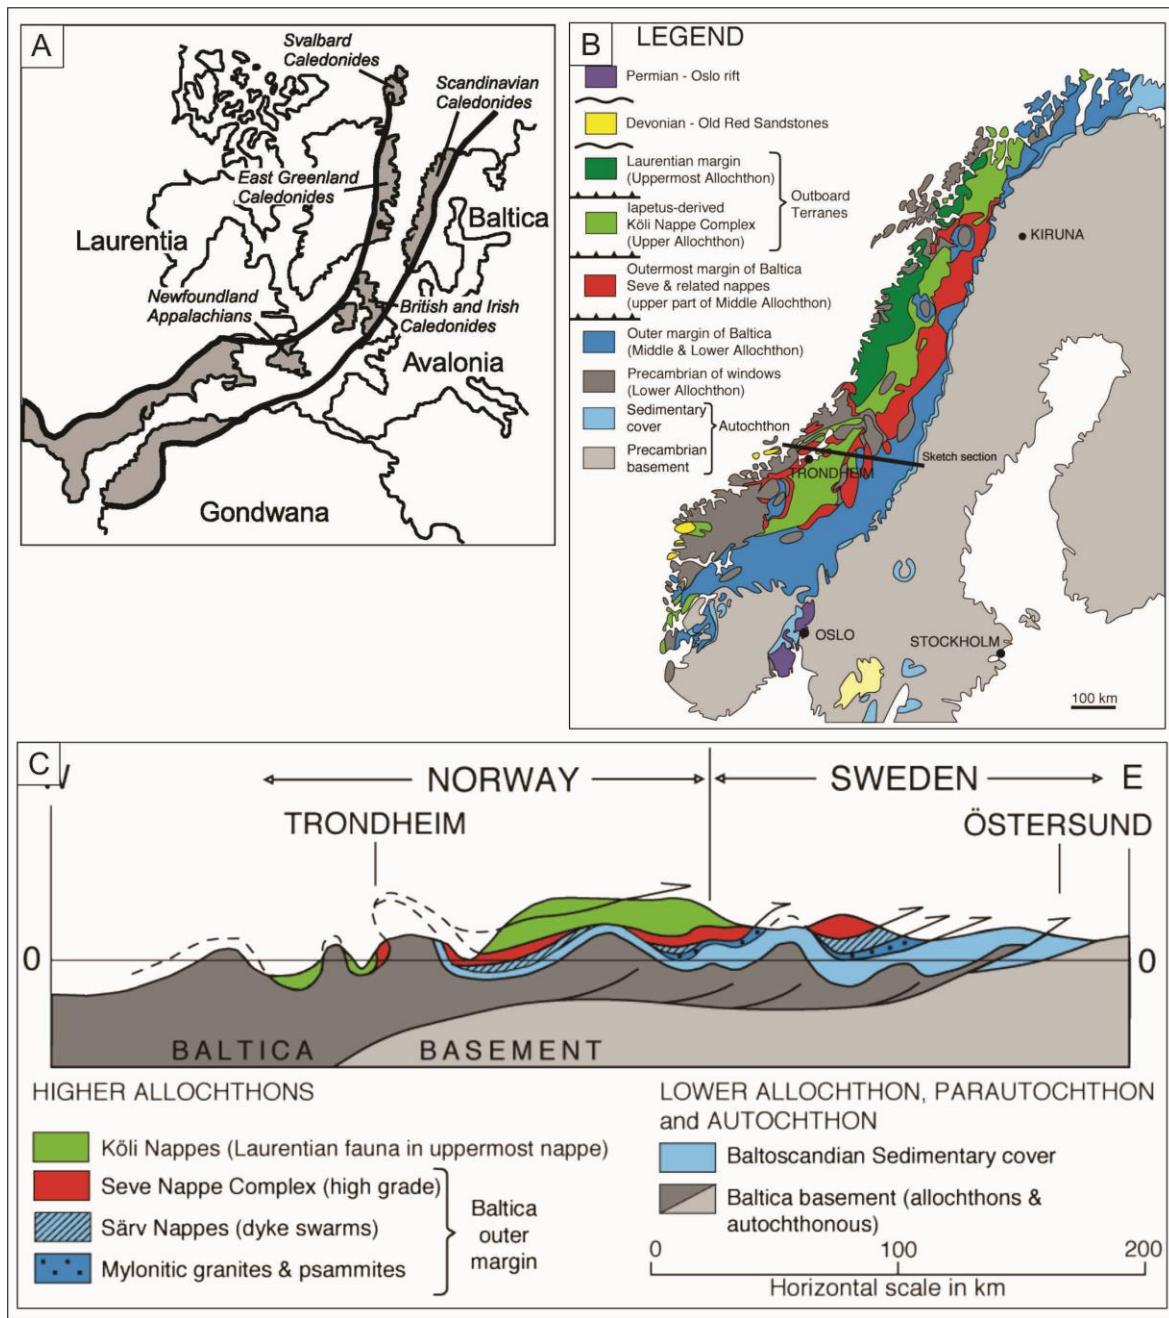 A
Svalbard
Caledonides
Scandinavian
Caledonides
East Greenland
Caledonides
Baltica
Laurentia
Newfoundland
Appalachians
British and Irish
Caledonides
Avalonia
Gondwana
B
LEGEND
Permian - Oslo rift
Devonian - Old Red Sandstones
Laurentian margin
(Uppermost Allochthon)
Outboard
Terranes
Iapetus-derived
Köli Nappe Complex
(Upper Allochthon)
Outermost margin of Baltica
Seve & related nappes
(upper part of Middle Allochthon)
Outer margin of Baltica
(Middle & Lower Allochthon)
Precambrian of windows
(Lower Allochthon)
Sedimentary
cover
Autochthon
Precambrian
basement
KIRUNA
Sketch section
TRONDHEIM
OSLO
STOCKHOLM
100 km
C
NORWAY
SWEDEN
E
TRONDHEIM
ÖSTERSUND
0
0
BALTICA BASEMENT
HIGHER ALLOCHTHONS
Köli Nappes (Laurentian fauna in uppermost nappe)
Seve Nappe Complex (high grade)
Särv Nappes (dyke swarms)
Mylonitic granites & psammites
Baltica
outer
margin
LOWER ALLOCHTHON, PARAUTOCHTHON
and AUTOCHTHON
Baltoscandian Sedimentary cover
Baltica basement (allochthons &
autochthonous)
0 100 200
Horizontal scale in km